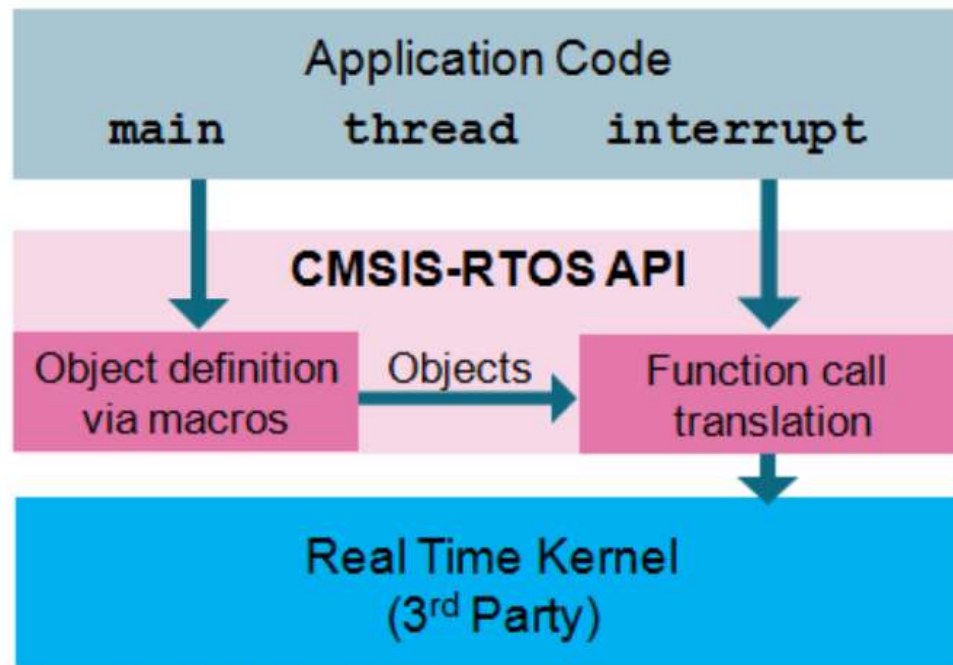 Application Code
main thread interrupt
CMSIS-RTOS API
Object definition
via macros
Objects
Function call
translation
Real Time Kernel
(3rd Party)